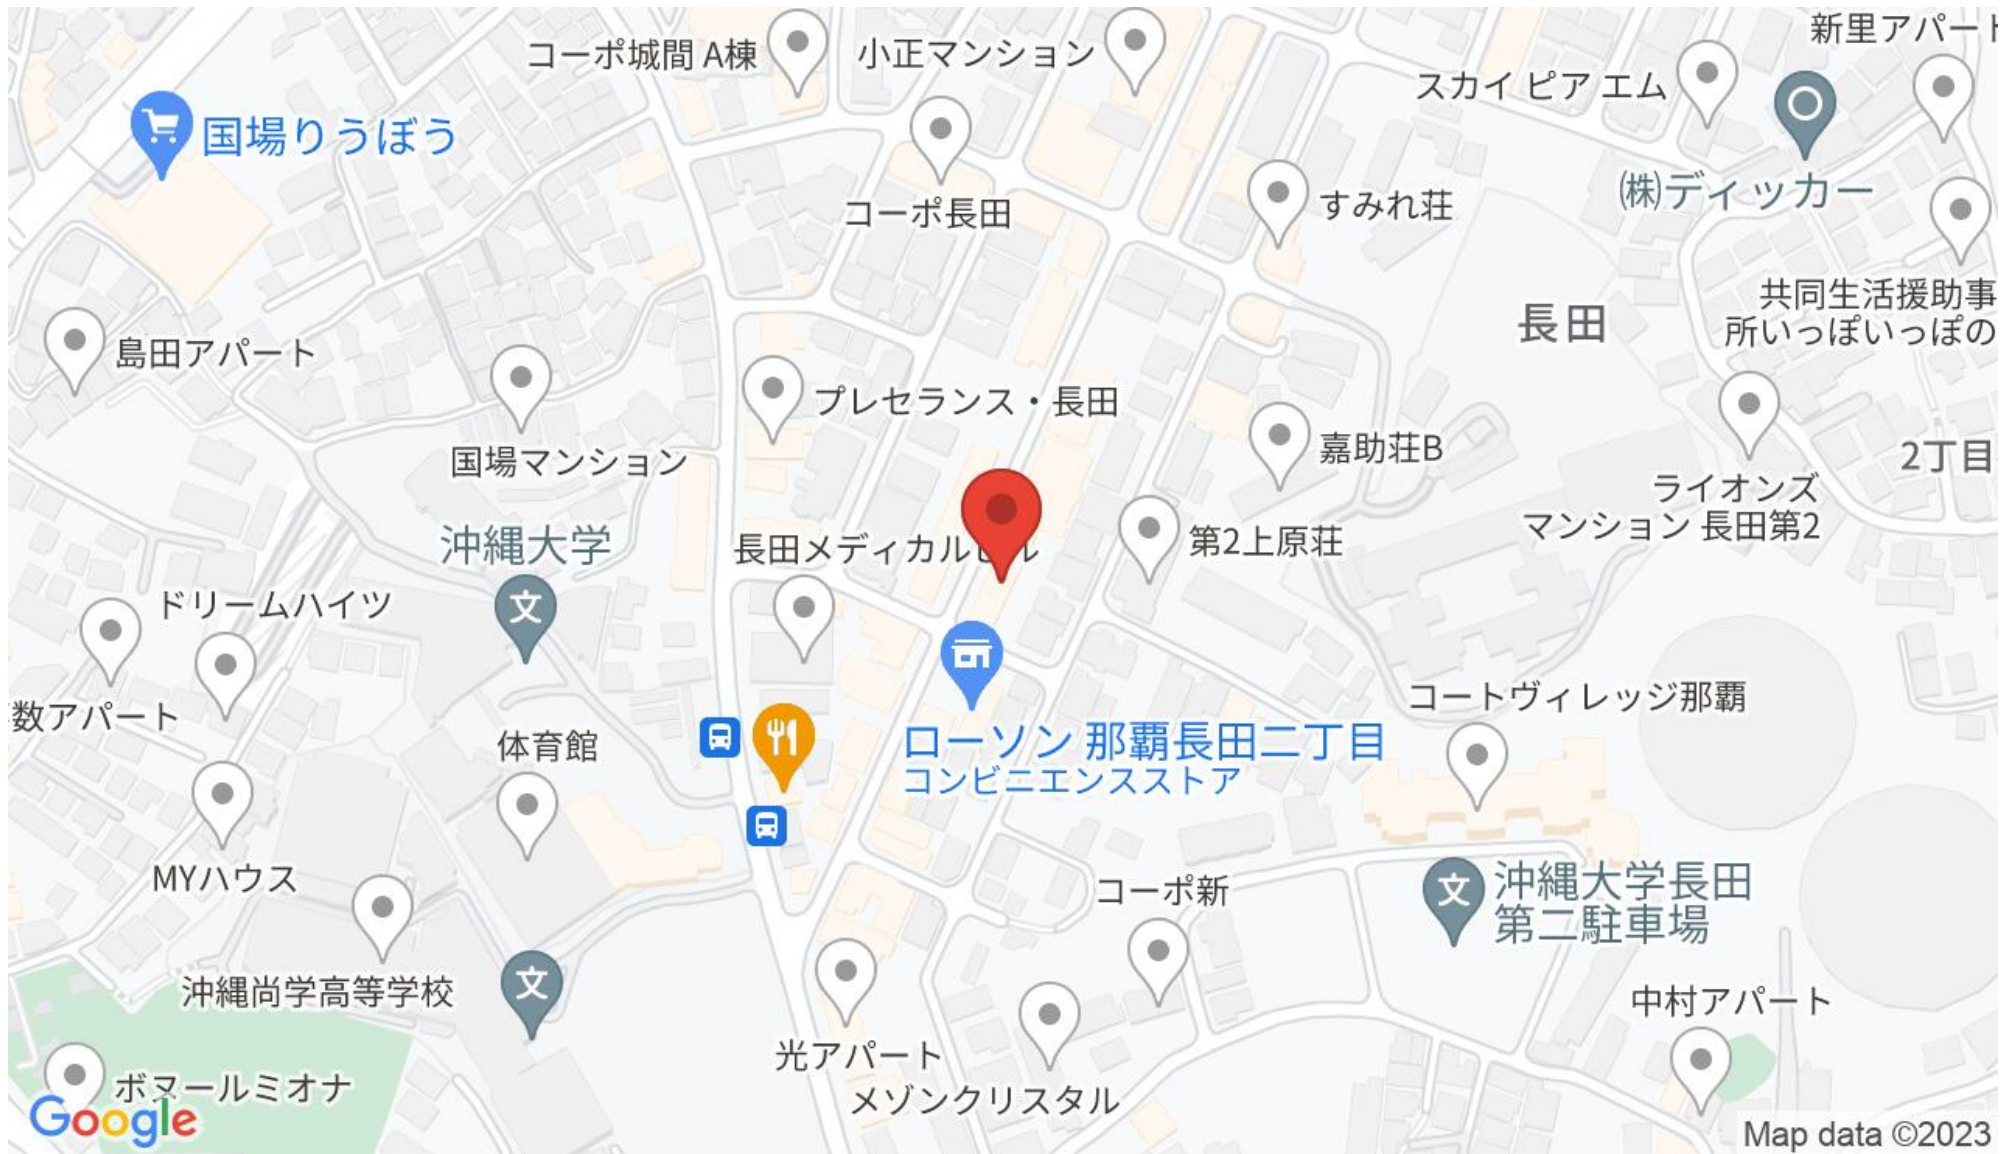 新里アパート
コーポ城間 A棟
小正マンション
スカイ ピア エム
国場りうぼう
㈱ディッカー
コーポ長田
すみれ荘
共同生活援助事
所いっぽいっぽの
長田
島田アパート
プレセランス・長田
国場マンション
嘉助荘B
2丁目
ライオンズ
マンション 長田第2
沖縄大学
長田メディカルビル
第2上原荘
文
ドリームハイツ
数アパート
コートヴィレッジ那覇
体育館
ローソン 那覇長田二丁目
コンビニエンスストア
MYハウス
コーポ新
文
沖縄大学長田
第二駐車場
沖縄尚学高等学校
文
中村アパート
光アパート
ボヌールミオナ
メゾンクリスタル
Google
Map data ©2023